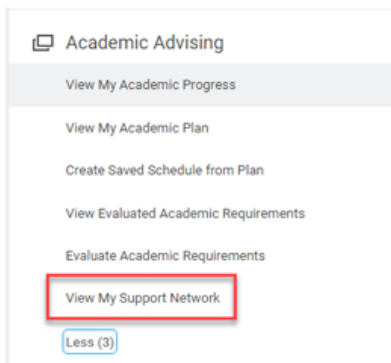 Academic Advising
View My Academic Progress
View My Academic Plan
Create Saved Schedule from Plan
View Evaluated Academic Requirements
Evaluate Academic Requirements
View My Support Network
Less (3)